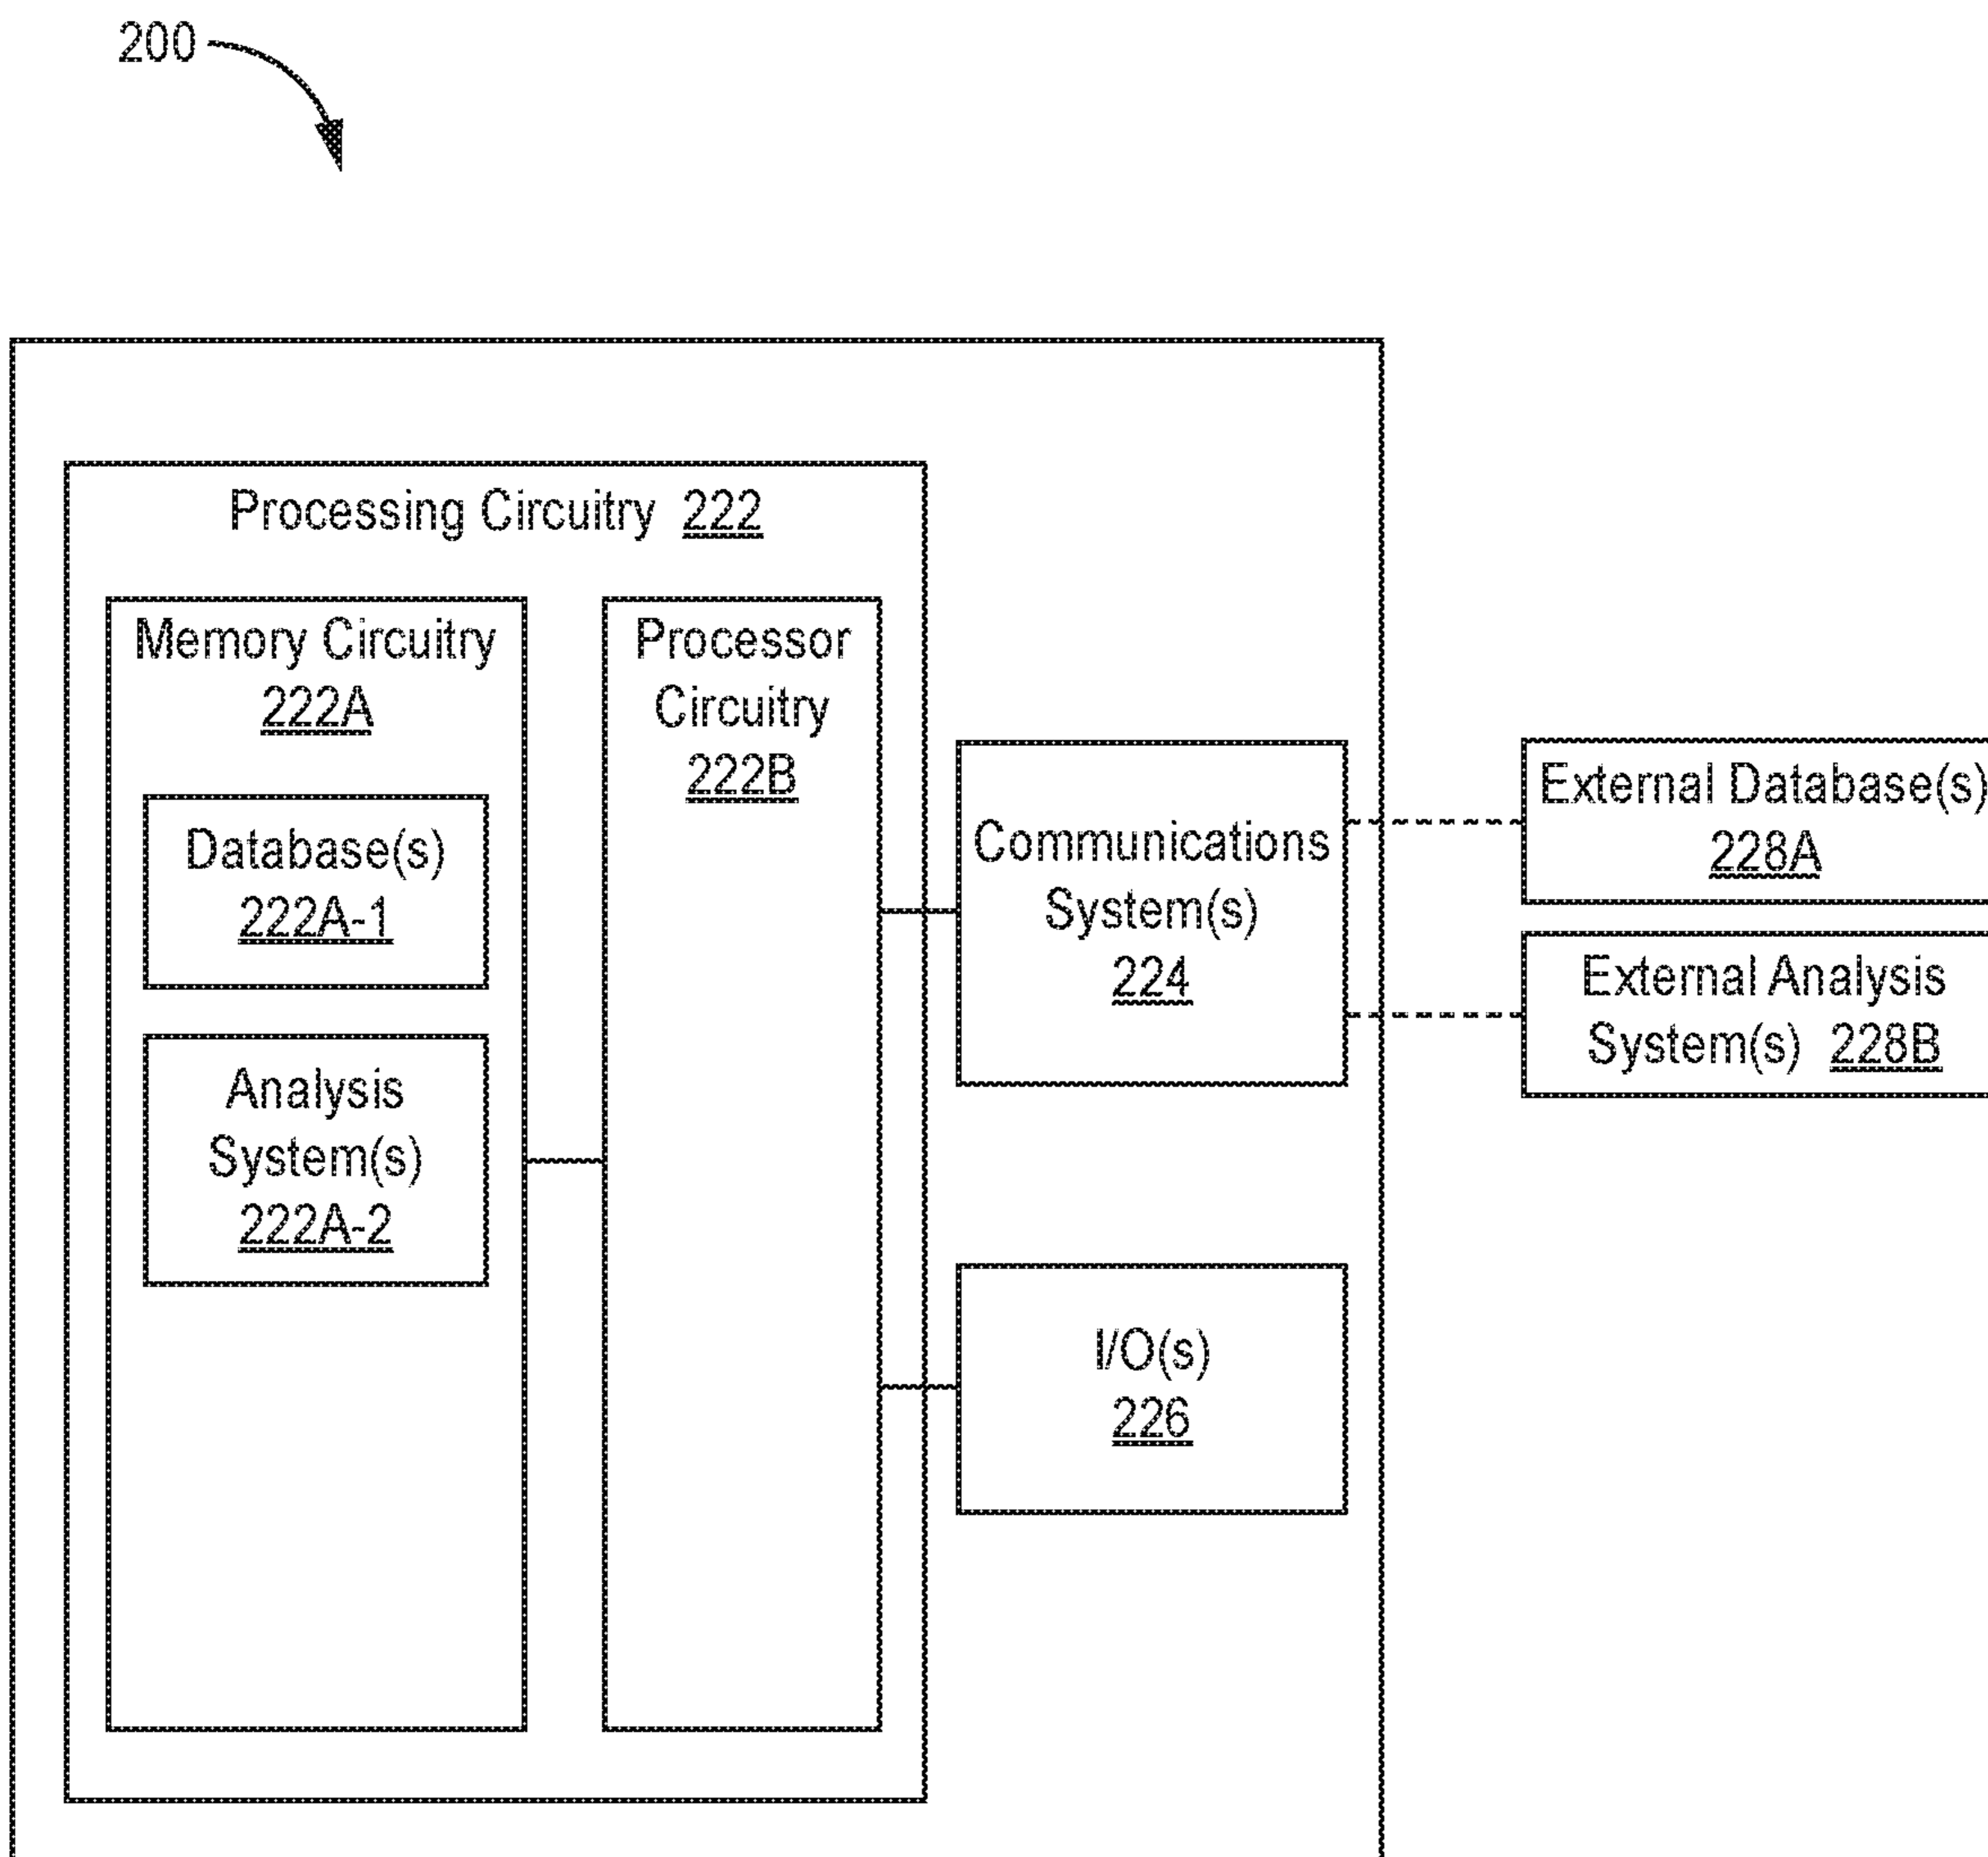 200
Processing Circuitry 222
Memory Circuitry
222A
Database(s)
222A-1
Analysis
System(s)
222A-2
Processor
Circuitry
222B
Communications
System(s)
224
I/O(s)
226
External Database(s)
228A
External Analysis
System(s) 228B